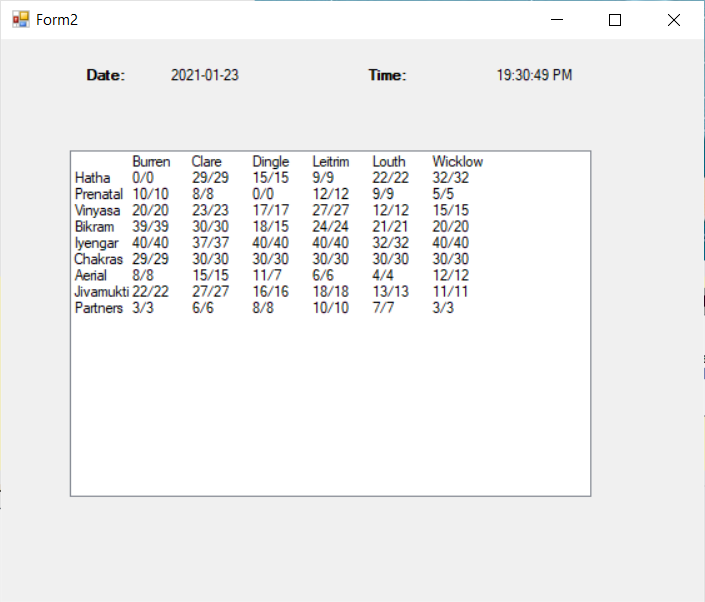 Form2
Date: 2021-01-23 Time: 19:30:49 PM
Burren Clare Dingle Leitrim Louth Wicklow
Hatha 0/0 29/29 15/15 9/9 22/22 32/32
Prenatal 10/10 8/8 0/0 12/12 9/9 5/5
Vinyasa 20/20 23/23 17/17 27/27 12/12 15/15
Bikram 39/39 30/30 18/15 24/24 21/21 20/20
Iyengar 40/40 37/37 40/40 40/40 32/32 40/40
Chakras 29/29 30/30 30/30 30/30 30/30 30/30
Aerial 8/8 15/15 11/7 6/6 4/4 12/12
Jivamukti 22/22 27/27 16/16 18/18 13/13 11/11
Partners 3/3 6/6 8/8 10/10 7/7 3/3